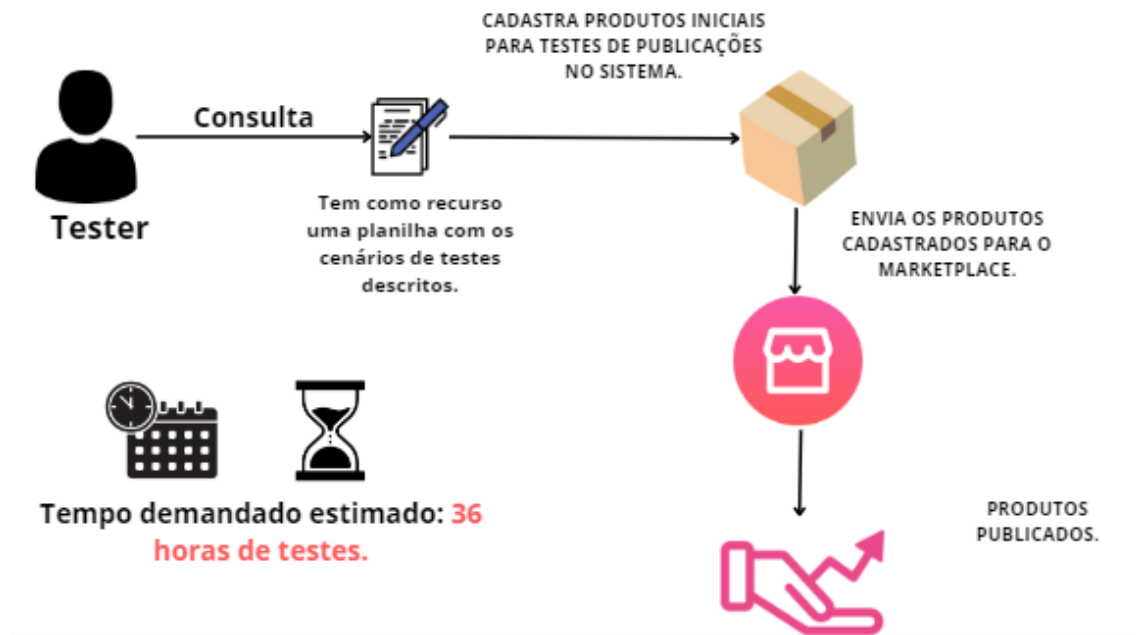 CADASTRA PRODUTOS INICIAIS
PARA TESTES DE PUBLICAÇÕES
NO SISTEMA.
Consulta
Tester
Tem como recurso
uma planilha com os
cenários de testes
descritos.
ENVIA OS PRODUTOS
CADASTRADOS PARA O
MARKETPLACE.
Tempo demandado estimado: 36
horas de testes.
PRODUTOS
PUBLICADOS.